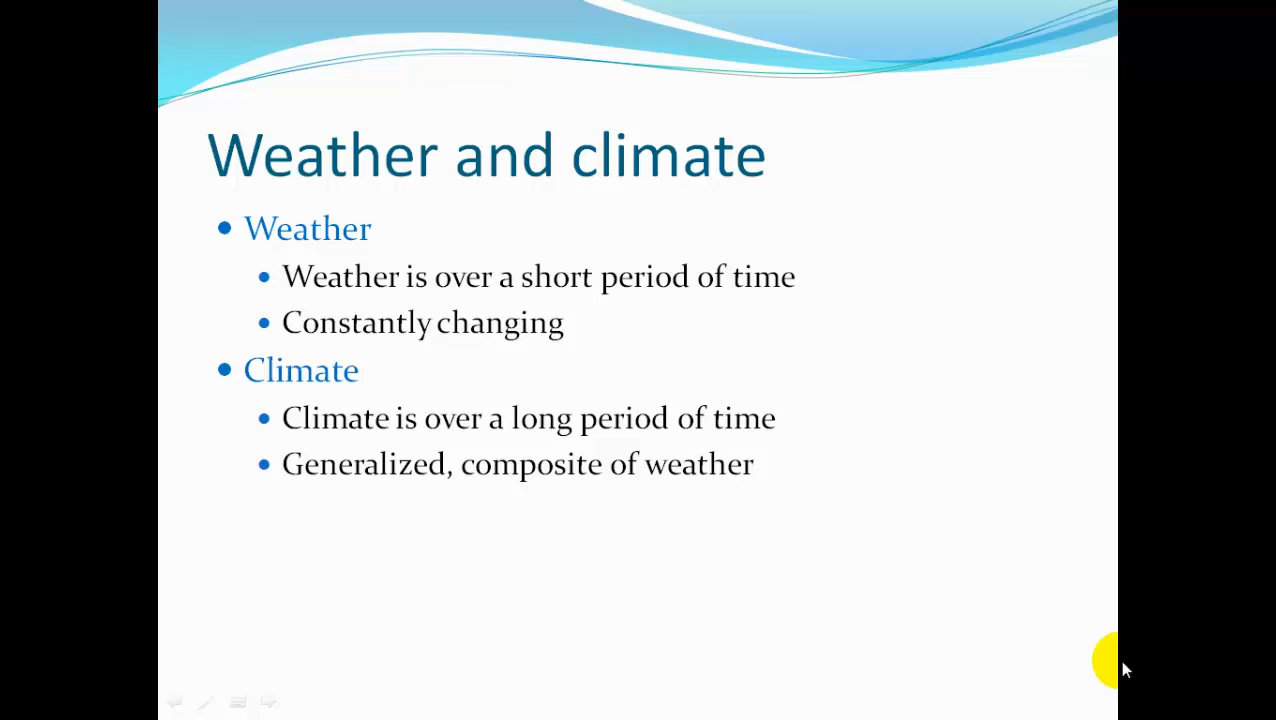 Weather and climate
• Weather
• Weather is over a short period of time
• Constantly changing
• Climate
• Climate is over a long period of time
• Generalized, composite of weather